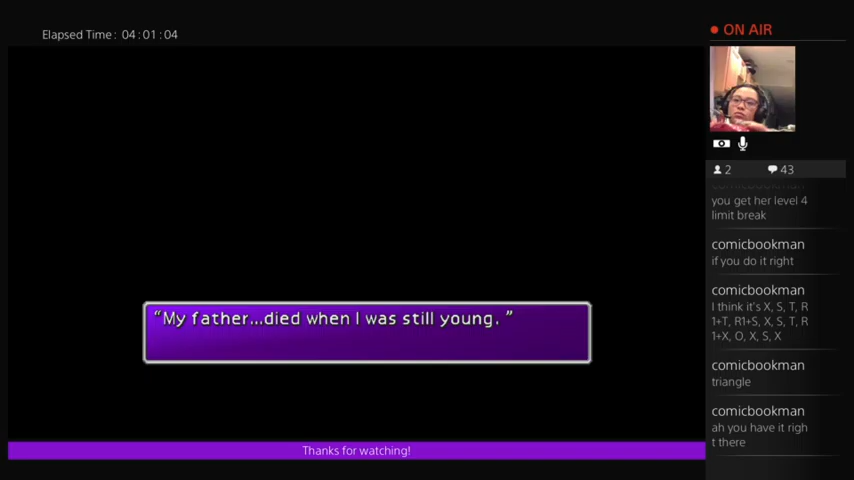 Elapsed Time: 04:01:04
ON AIR
2 43
comicbookman
you get her level 4
limit break
comicbookman
if you do it right
comicbookman
I think it's X, S, T, R
1+T, R1+S, X, S, T, R
1+X, O, X, S, X
comicbookman
triangle
comicbookman
ah you have it righ
t there
"My father...died when I was still young. "
Thanks for watching!